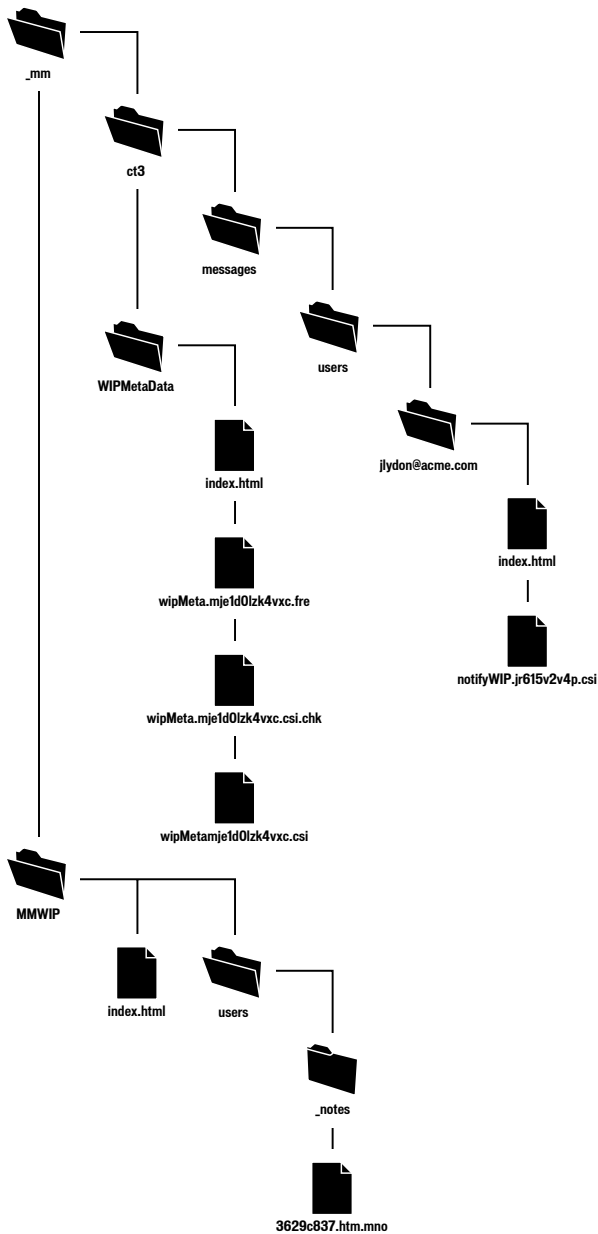 _mm
ct3
messages
WIPMetaData
users
jlydon@acme.com
index.html
index.html
wipMeta.mje1d0lzk4vxc.fre
notifyWIP.jr615v2v4p.csi
wipMeta.mje1d0lzk4vxc.csi.chk
wipMetamje1d0lzk4vxc.csi
MMWIP
index.html
users
_notes
3629c837.htm.mno